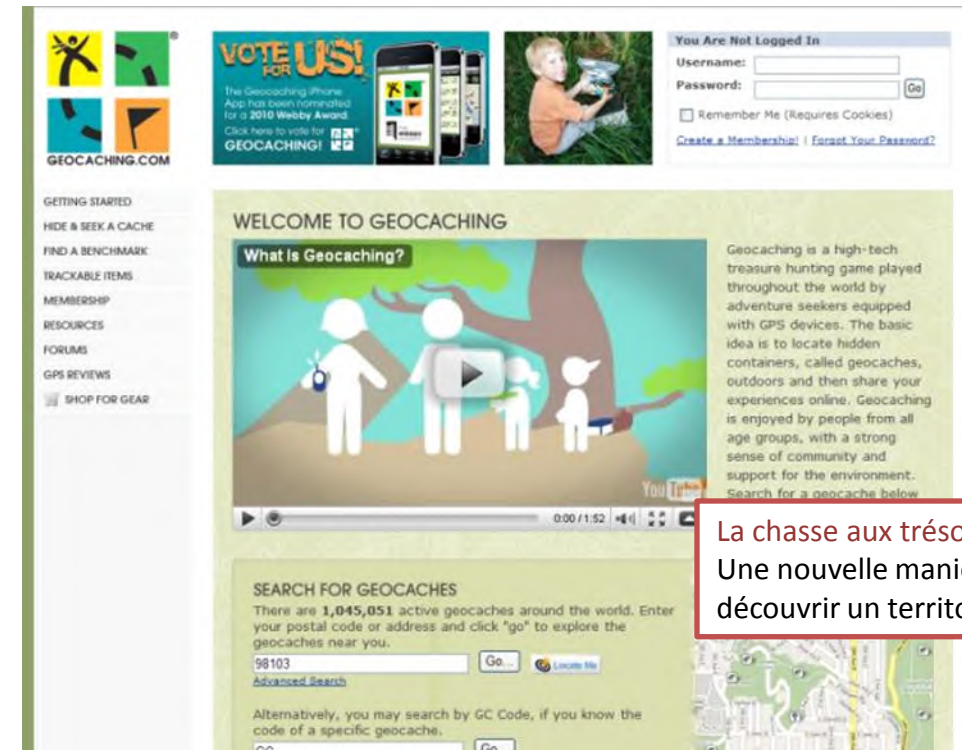 GEOCACHING.COM
VOTE FOR US!
The Geocaching iPhone
App has been nominated
for a 2010 Webby Award.
Click here to vote for
GEOCACHING!
You Are Not Logged In
Username:
Password:
Go
Remember Me (Requires Cookies)
Create a Membership! | Forgot Your Password?
GETTING STARTED
HIDE & SEEK A CACHE
FIND A BENCHMARK
TRACKABLE ITEMS
MEMBERSHIP
RESOURCES
FORUMS
GPS REVIEWS
SHOP FOR GEAR
WELCOME TO GEOCACHING
What Is Geocaching?
YouTube
0:00 / 1:52
Geocaching is a high-tech
treasure hunting game played
throughout the world by
adventure seekers equipped
with GPS devices. The basic
idea is to locate hidden
containers, called geocaches,
outdoors and then share your
experiences online. Geocaching
is enjoyed by people from all
age groups, with a strong
sense of community and
support for the environment.
Search for a geocache below
La chasse aux tréso
Une nouvelle mani
découvrir un territo
SEARCH FOR GEOCACHES
There are 1,045,051 active geocaches around the world. Enter
your postal code or address and click "go" to explore the
geocaches near you.
98103
Go...
Locate Me
Advanced Search
Alternatively, you may search by GC Code, if you know the
code of a specific geocache.
GC
Go...